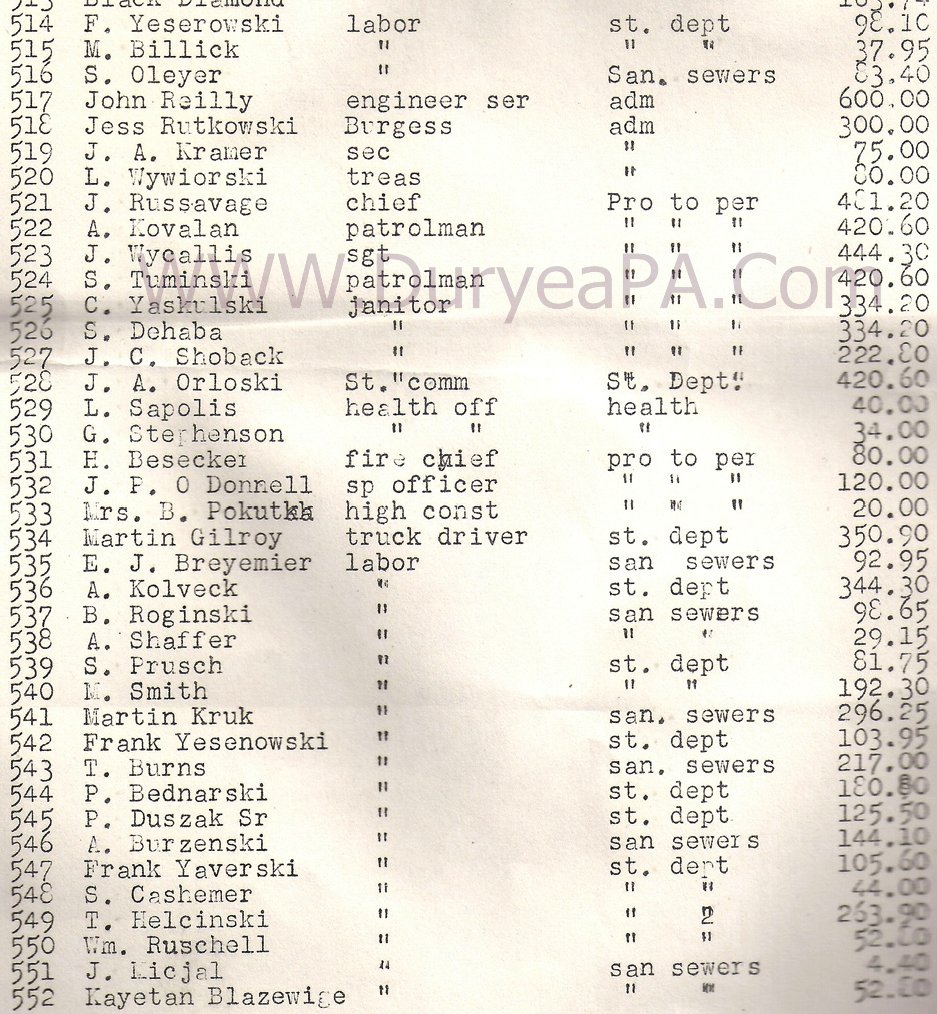 513 Black Diamond 163.74
514 F. Yeserowski labor st. dept 98.10
515 M. Billick " " " 37.95
516 S. Oleyer " San. sewers 83.40
517 John Reilly engineer ser adm 600.00
518 Jess Rutkowski Burgess adm 300.00
519 J. A. Kramer sec " 75.00
520 L. Wywiorski treas " 80.00
521 J. Russavage chief Pro to per 481.20
522 A. Kovalan patrolman " " " 420.60
523 J. Wycallis sgt " " " 444.30
WWW.DuryeaPA.Com
524 S. Tuminski patrolman " " " 420.60
525 C. Yaskulski janitor " " " 334.20
526 S. Dehaba " " " " 334.20
527 J. C. Shoback " " " " 222.80
528 J. A. Orloski St."comm St. Dept" 420.60
529 L. Sapolis health off health 40.00
530 G. Stephenson " " " 34.00
531 H. Besecker fire chief pro to per 80.00
532 J. P. O Donnell sp officer " " " 120.00
533 Mrs. B. Pokutka high const " " " 20.00
534 Martin Gilroy truck driver st. dept 350.90
535 E. J. Breyemier labor san sewers 92.95
536 A. Kolveck " st. dept 344.30
537 B. Roginski " san sewers 98.65
538 A. Shaffer " " " 29.15
539 S. Prusch " st. dept 81.75
540 M. Smith " " " 192.30
541 Martin Kruk " san. sewers 296.25
542 Frank Yesenowski " st. dept 103.95
543 T. Burns " san. sewers 217.00
544 P. Bednarski " st. dept 180.80
545 P. Duszak Sr " st. dept 125.50
546 A. Burzenski " san sewers 144.10
547 Frank Yaverski " st. dept 105.60
548 S. Cashemer " " " 44.00
549 T. Helcinski " " 2 263.90
550 Wm. Ruschell " " " 52.80
551 J. Licjal " san sewers 4.40
552 Kayetan Blazewige " " " 52.80